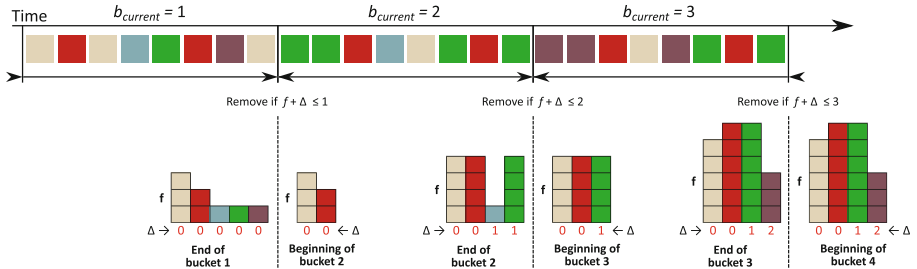 Time
b_current = 1 b_current = 2 b_current = 3
Remove if f + Δ ≤ 1 Remove if f + Δ ≤ 2 Remove if f + Δ ≤ 3
f f f f f f
Δ → 0 0 0 0 0 0 0 ← Δ Δ → 0 0 1 1 0 0 1 ← Δ Δ → 0 0 1 2 0 0 1 2 ← Δ
End of Beginning of End of Beginning of End of Beginning of
bucket 1 bucket 2 bucket 2 bucket 3 bucket 3 bucket 4